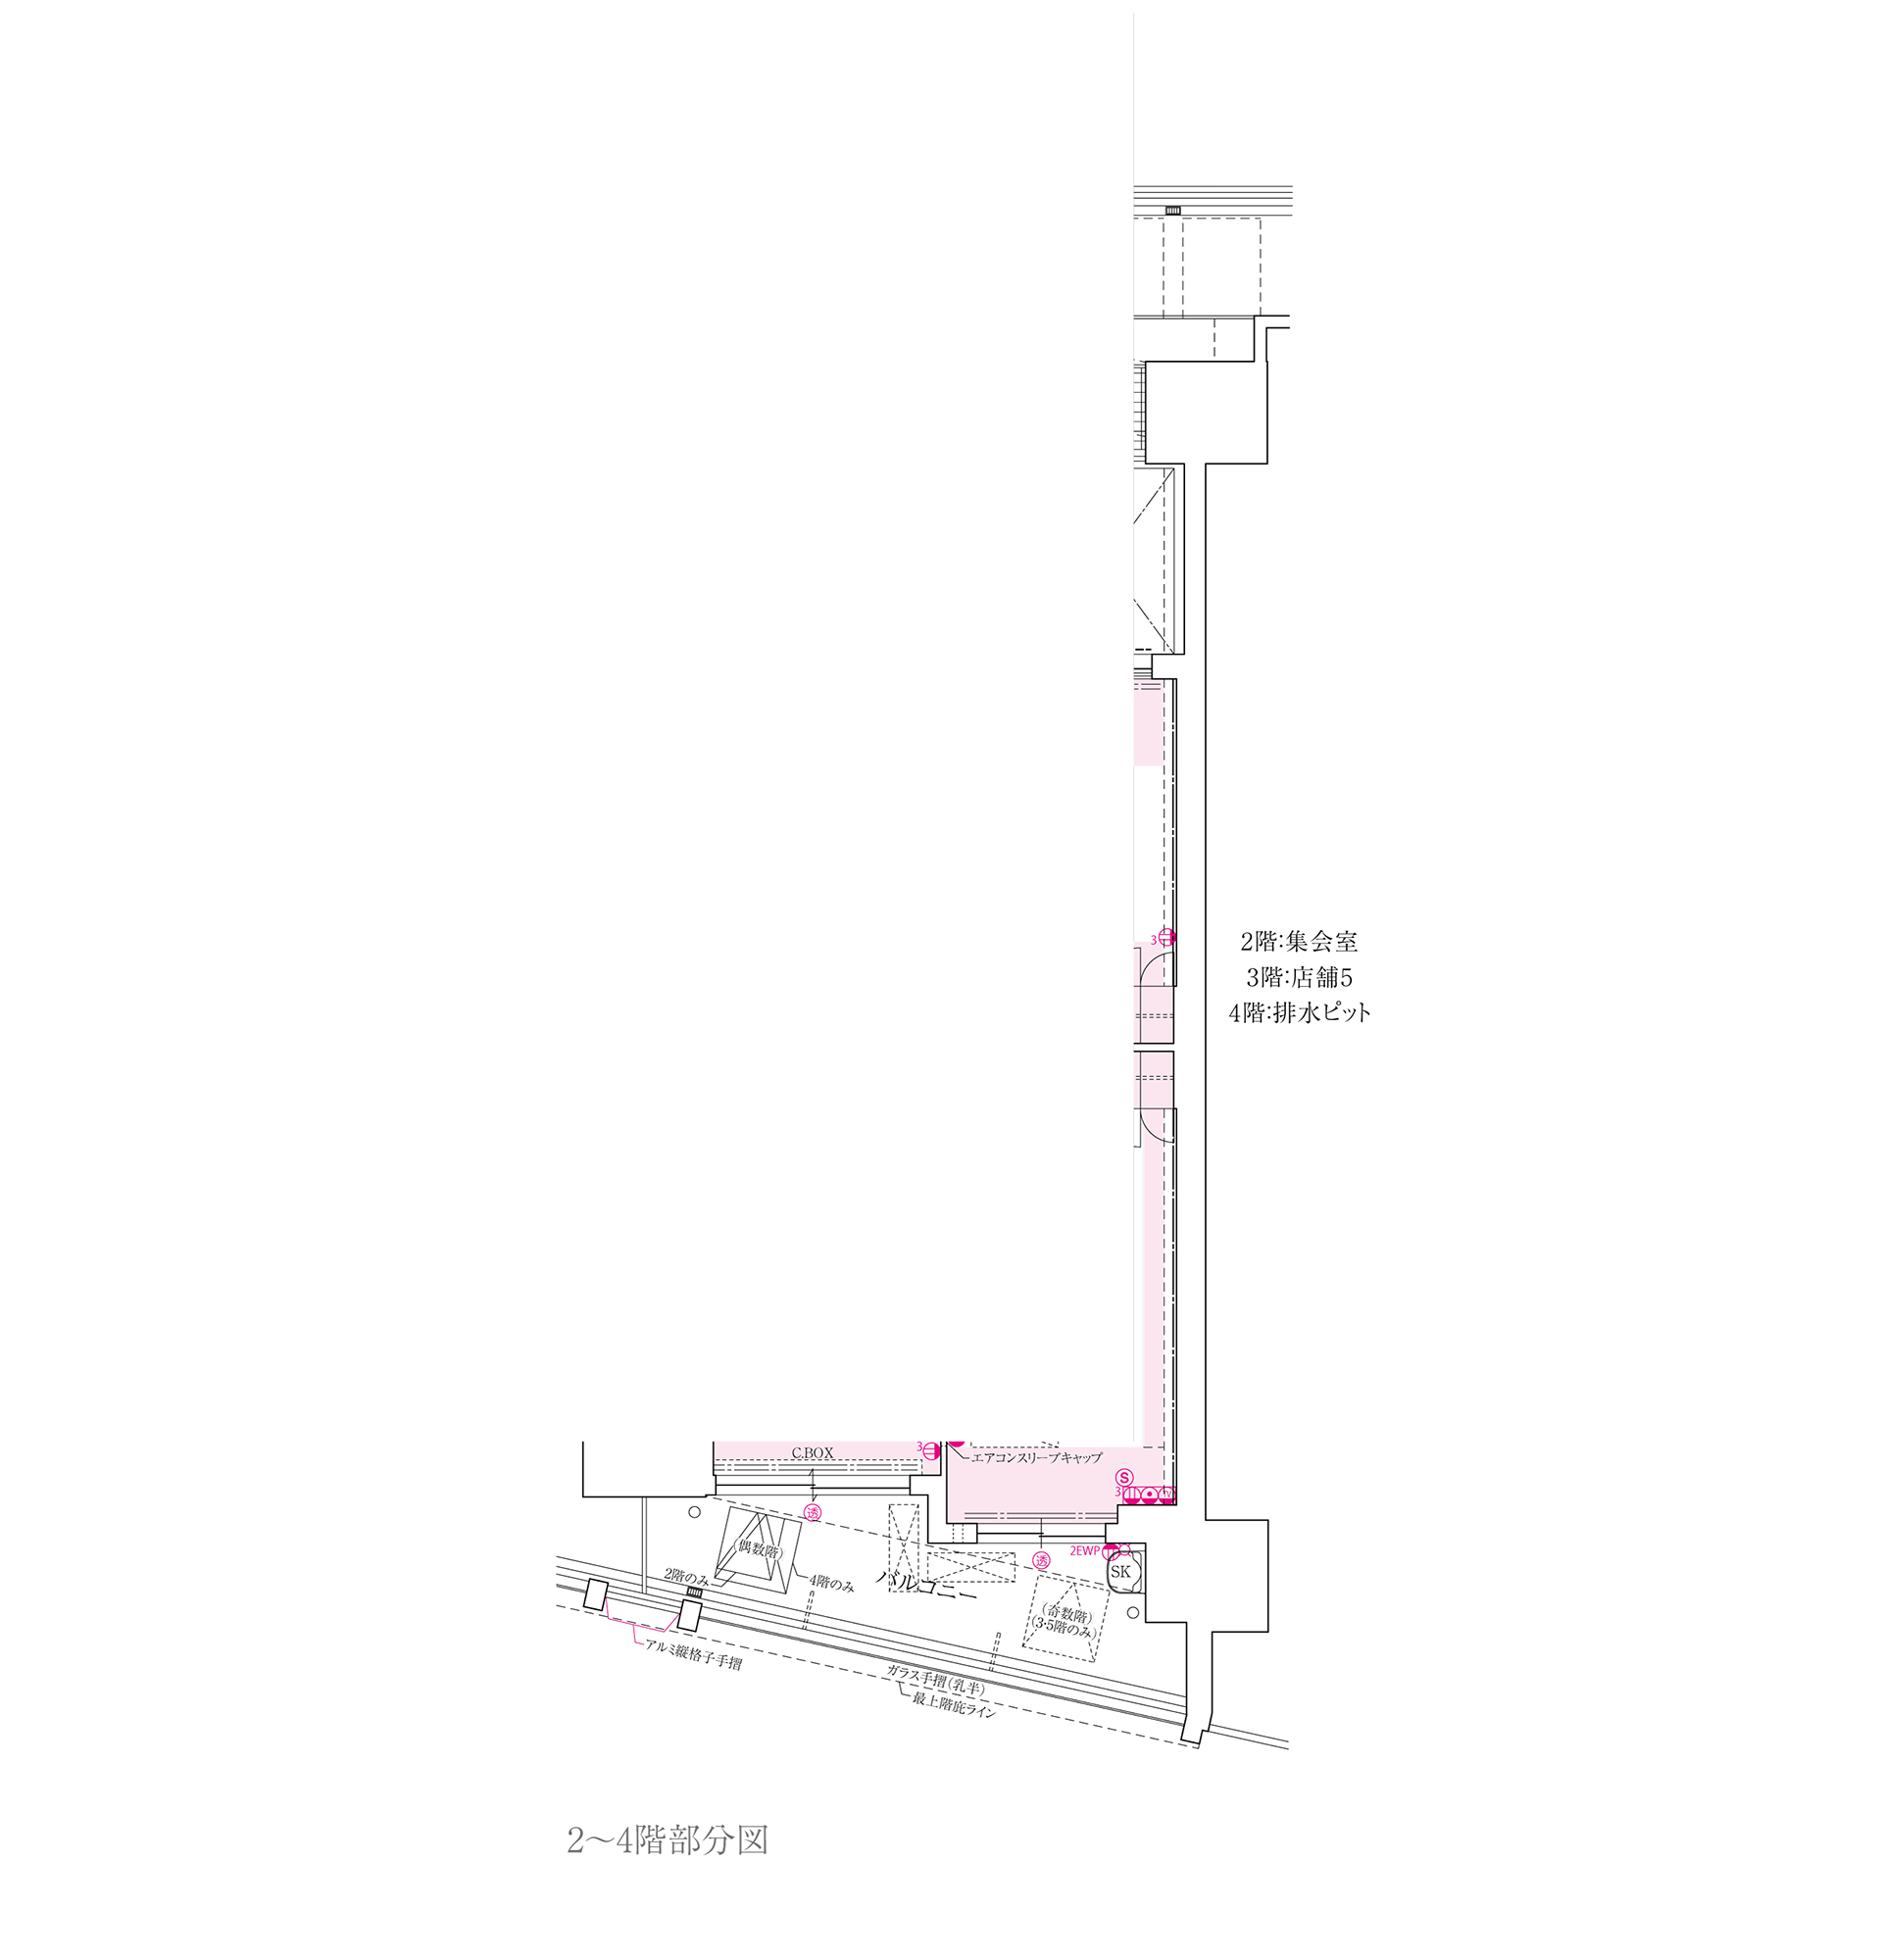 3
2階:集会室
3階:店舗5
4階:排水ピット
C.BOX
3
エアコンスリーブキャップ
S
3
TV
透
透
2EWP
SK
(偶数階)
2階のみ
4階のみ
バルコニー
(奇数階)
(3・5階のみ)
アルミ縦格子手摺
ガラス手摺(乳半)
最上階庇ライン
2〜4階部分図